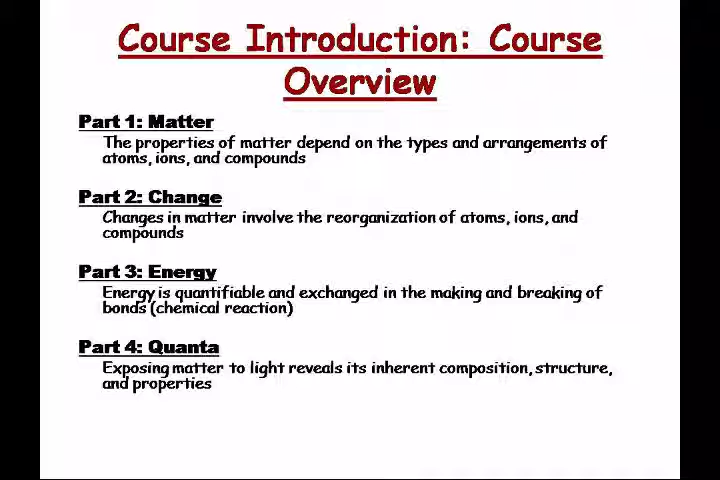 Course Introduction: Course
Overview
Part 1: Matter
The properties of matter depend on the types and arrangements of
atoms, ions, and compounds
Part 2: Change
Changes in matter involve the reorganization of atoms, ions, and
compounds
Part 3: Energy
Energy is quantifiable and exchanged in the making and breaking of
bonds (chemical reaction)
Part 4: Quanta
Exposing matter to light reveals its inherent composition, structure,
and properties